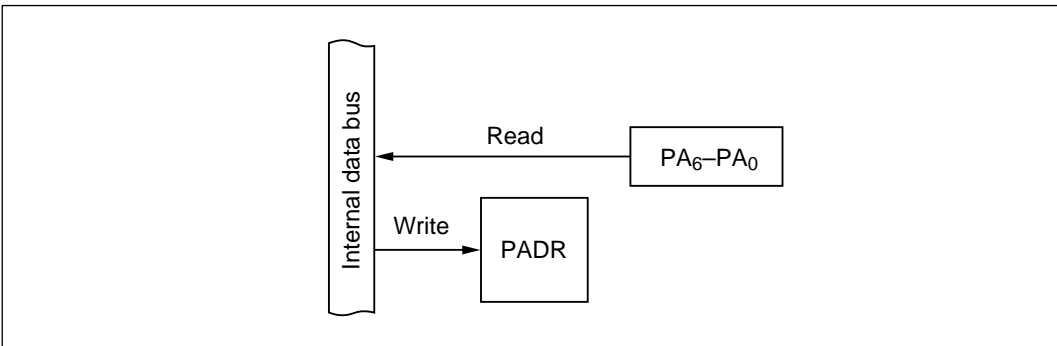 Internal data bus
Read
PA6–PA0
Write
PADR